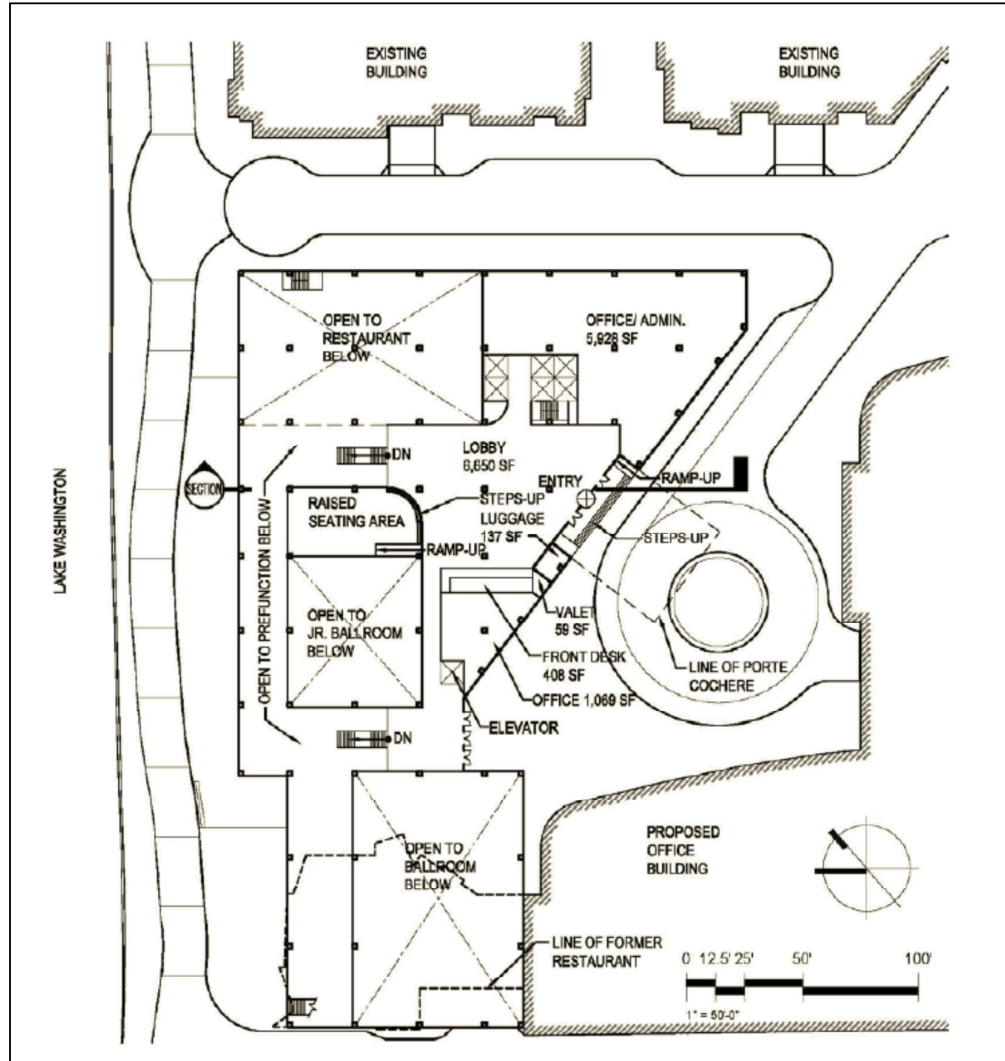 EXISTING
BUILDING
EXISTING
BUILDING
OPEN TO
RESTAURANT
BELOW
OFFICE/ ADMIN.
5,928 SF
LOBBY
6,650 SF
DN
ENTRY
RAMP-UP
SECTION
RAISED
SEATING AREA
STEPS-UP
LUGGAGE
137 SF
STEPS-UP
RAMP-UP
LAKE WASHINGTON
OPEN TO PREFUNCTION BELOW
OPEN TO
JR. BALLROOM
BELOW
VALET
59 SF
FRONT DESK
408 SF
LINE OF PORTE
COCHERE
OFFICE 1,069 SF
ELEVATOR
DN
OPEN TO
BALLROOM
BELOW
PROPOSED
OFFICE
BUILDING
LINE OF FORMER
RESTAURANT
0 12.5' 25' 50' 100'
1" = 50'-0"